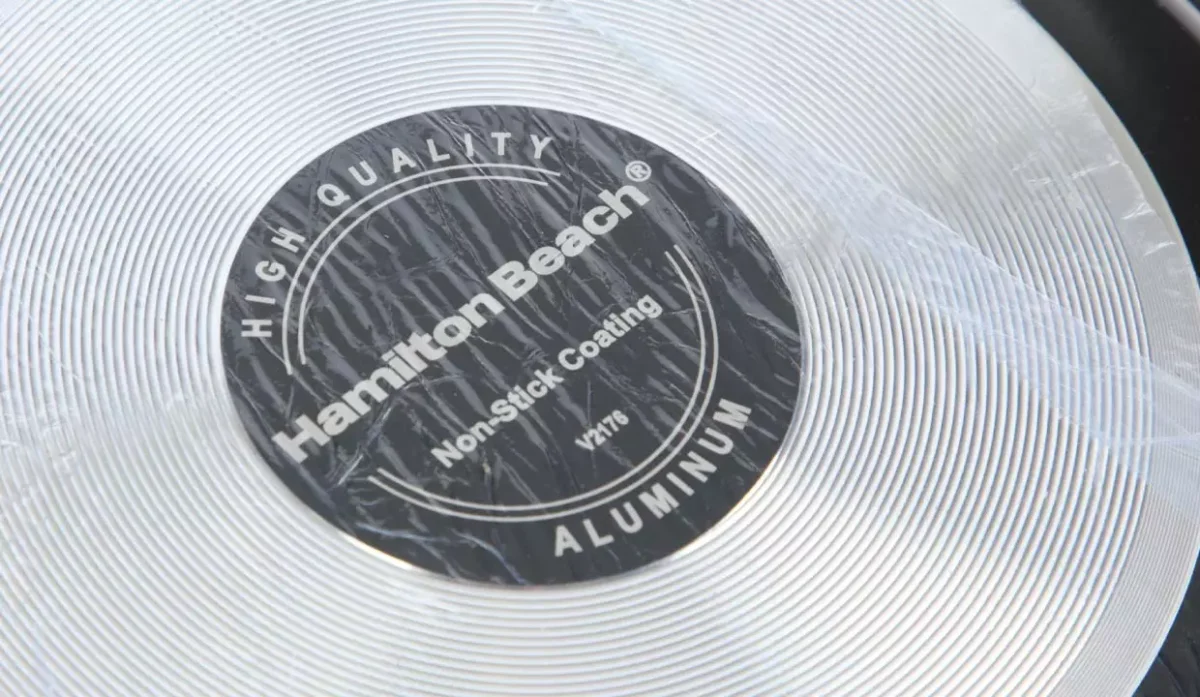 HIGH QUALITY
Hamilton Beach®
Non-Stick Coating
V2176
ALUMINUM